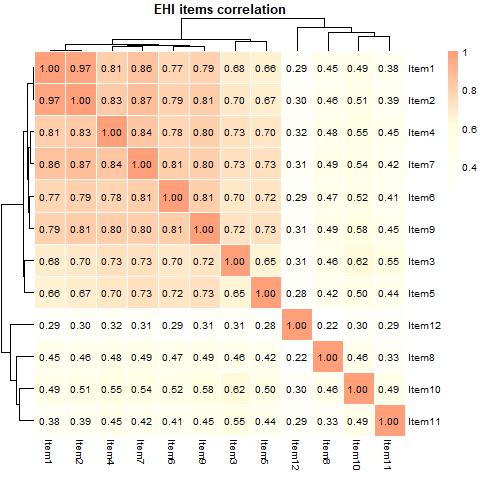 EHI items correlation
1.00 0.97 0.81 0.86 0.77 0.79 0.68 0.66 0.29 0.45 0.49 0.38 Item1
0.97 1.00 0.83 0.87 0.79 0.81 0.70 0.67 0.30 0.46 0.51 0.39 Item2
0.81 0.83 1.00 0.84 0.78 0.80 0.73 0.70 0.32 0.48 0.55 0.45 Item4
0.86 0.87 0.84 1.00 0.81 0.80 0.73 0.73 0.31 0.49 0.54 0.42 Item7
0.77 0.79 0.78 0.81 1.00 0.81 0.70 0.72 0.29 0.47 0.52 0.41 Item6
0.79 0.81 0.80 0.80 0.81 1.00 0.72 0.73 0.31 0.49 0.58 0.45 Item9
0.68 0.70 0.73 0.73 0.70 0.72 1.00 0.65 0.31 0.46 0.62 0.55 Item3
0.66 0.67 0.70 0.73 0.72 0.73 0.65 1.00 0.28 0.42 0.50 0.44 Item5
0.29 0.30 0.32 0.31 0.29 0.31 0.31 0.28 1.00 0.22 0.30 0.29 Item12
0.45 0.46 0.48 0.49 0.47 0.49 0.46 0.42 0.22 1.00 0.46 0.33 Item8
0.49 0.51 0.55 0.54 0.52 0.58 0.62 0.50 0.30 0.46 1.00 0.49 Item10
0.38 0.39 0.45 0.42 0.41 0.45 0.55 0.44 0.29 0.33 0.49 1.00 Item11
Item1
Item2
Item4
Item7
Item6
Item9
Item3
Item5
Item12
Item8
Item10
Item11
1
0.8
0.6
0.4